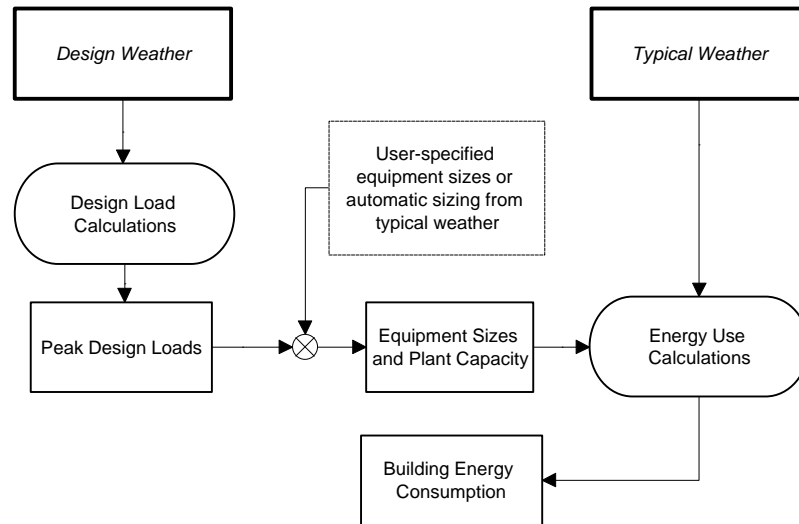 Design Weather
Typical Weather
User-specified
equipment sizes or
automatic sizing from
typical weather
Design Load
Calculations
Peak Design Loads
Equipment Sizes
and Plant Capacity
Energy Use
Calculations
Building Energy
Consumption